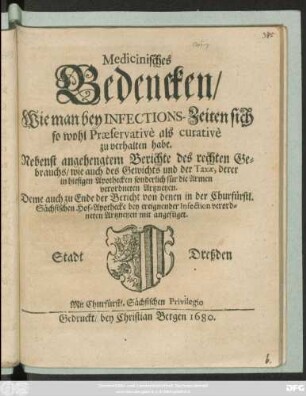 Medicinisches
Bedencken/
Wie man bey INFECTIONS-Zeiten sich
so wohl Præservativè als curativè
zu verhalten habe.
Nebenst angehengtem Berichte des rechten Ge-
brauchs/ wie auch des Gewichts und der Taxæ, derer
in hiesigen Apothecken sonderlich für die Armen
verordneten Artzneyen.
Deme auch zu Ende der Bericht von denen in der Churfürstl.
Sächsischen Hof-Apothecke bey ereigneder Infection verord-
neten Artzneyen mit angefüget.
Stadt Dreßden
Mit Churfürstl. Sächsischen Privilegio
Gedruckt/ bey Christian Bergen 1680.
6.